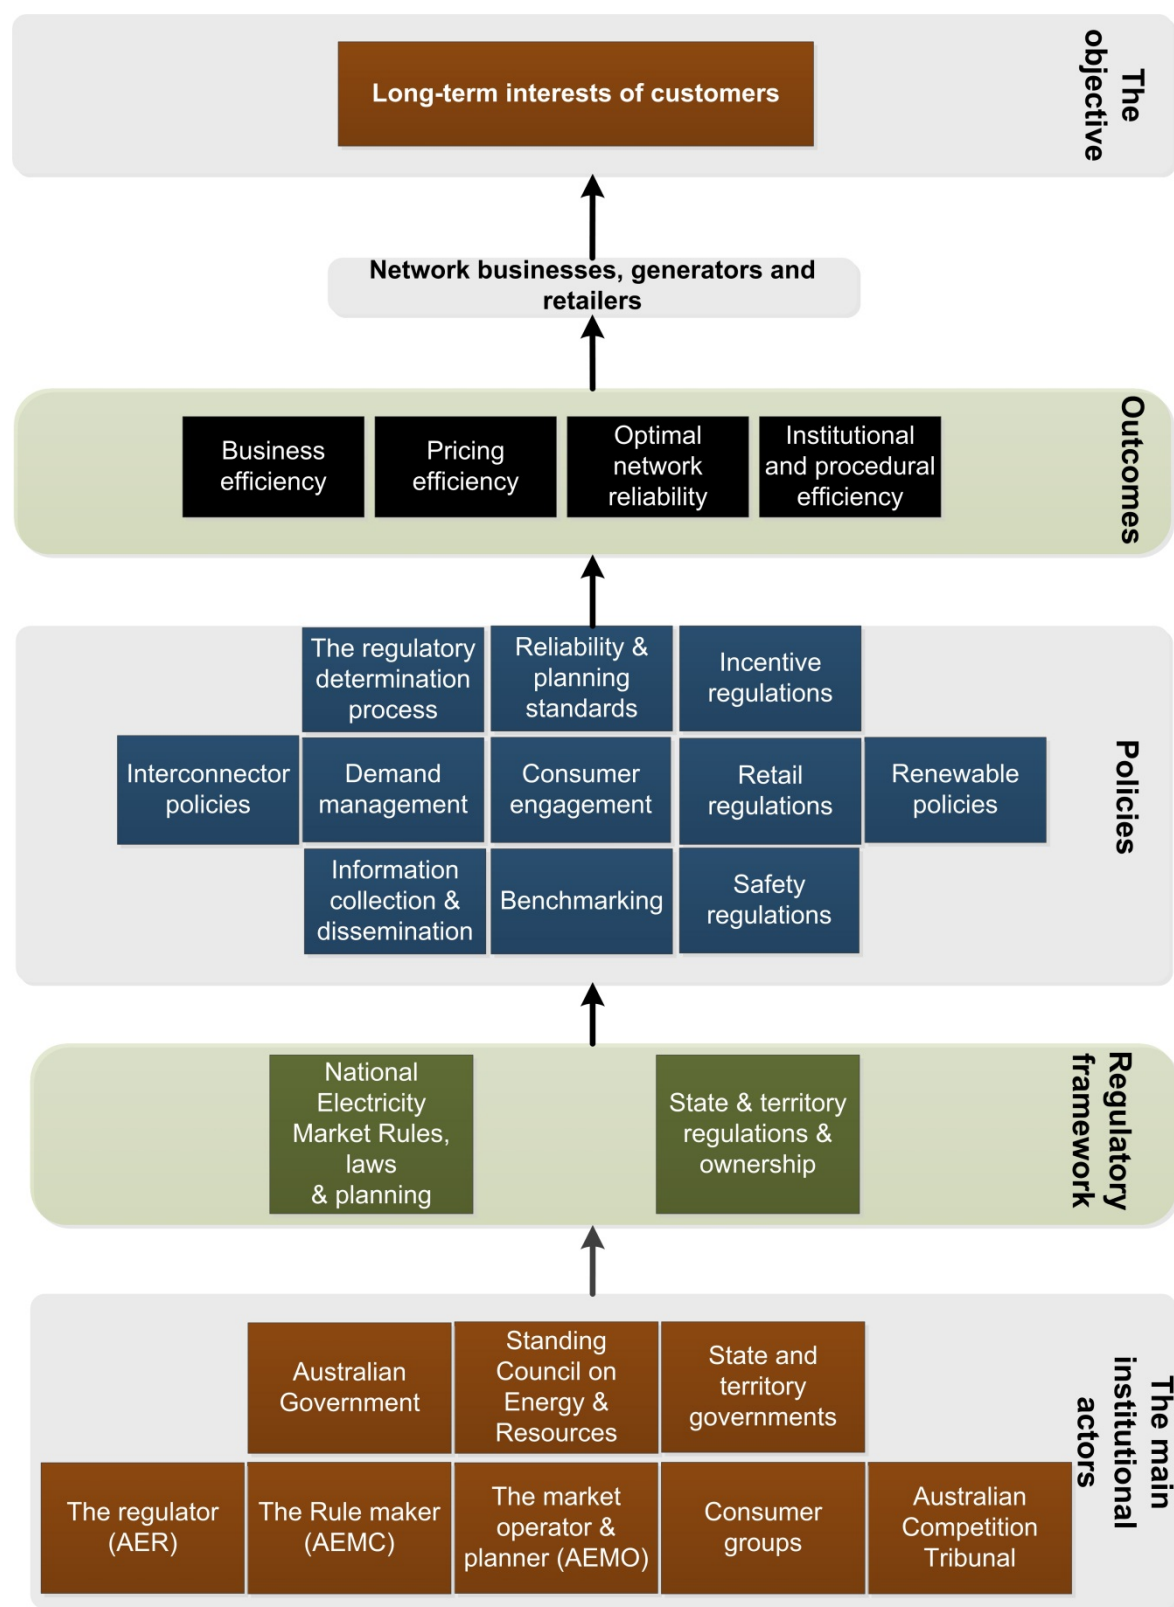 The
objective
Long-term interests of customers
Network businesses, generators and
retailers
Outcomes
Business
efficiency
Pricing
efficiency
Optimal
network
reliability
Institutional
and procedural
efficiency
Policies
The regulatory
determination
process
Reliability &
planning
standards
Incentive
regulations
Interconnector
policies
Demand
management
Consumer
engagement
Retail
regulations
Renewable
policies
Information
collection &
dissemination
Benchmarking
Safety
regulations
Regulatory
framework
National
Electricity
Market Rules,
laws
& planning
State & territory
regulations &
ownership
The main
institutional
actors
Australian
Government
Standing
Council on
Energy &
Resources
State and
territory
governments
The regulator
(AER)
The Rule maker
(AEMC)
The market
operator &
planner (AEMO)
Consumer
groups
Australian
Competition
Tribunal